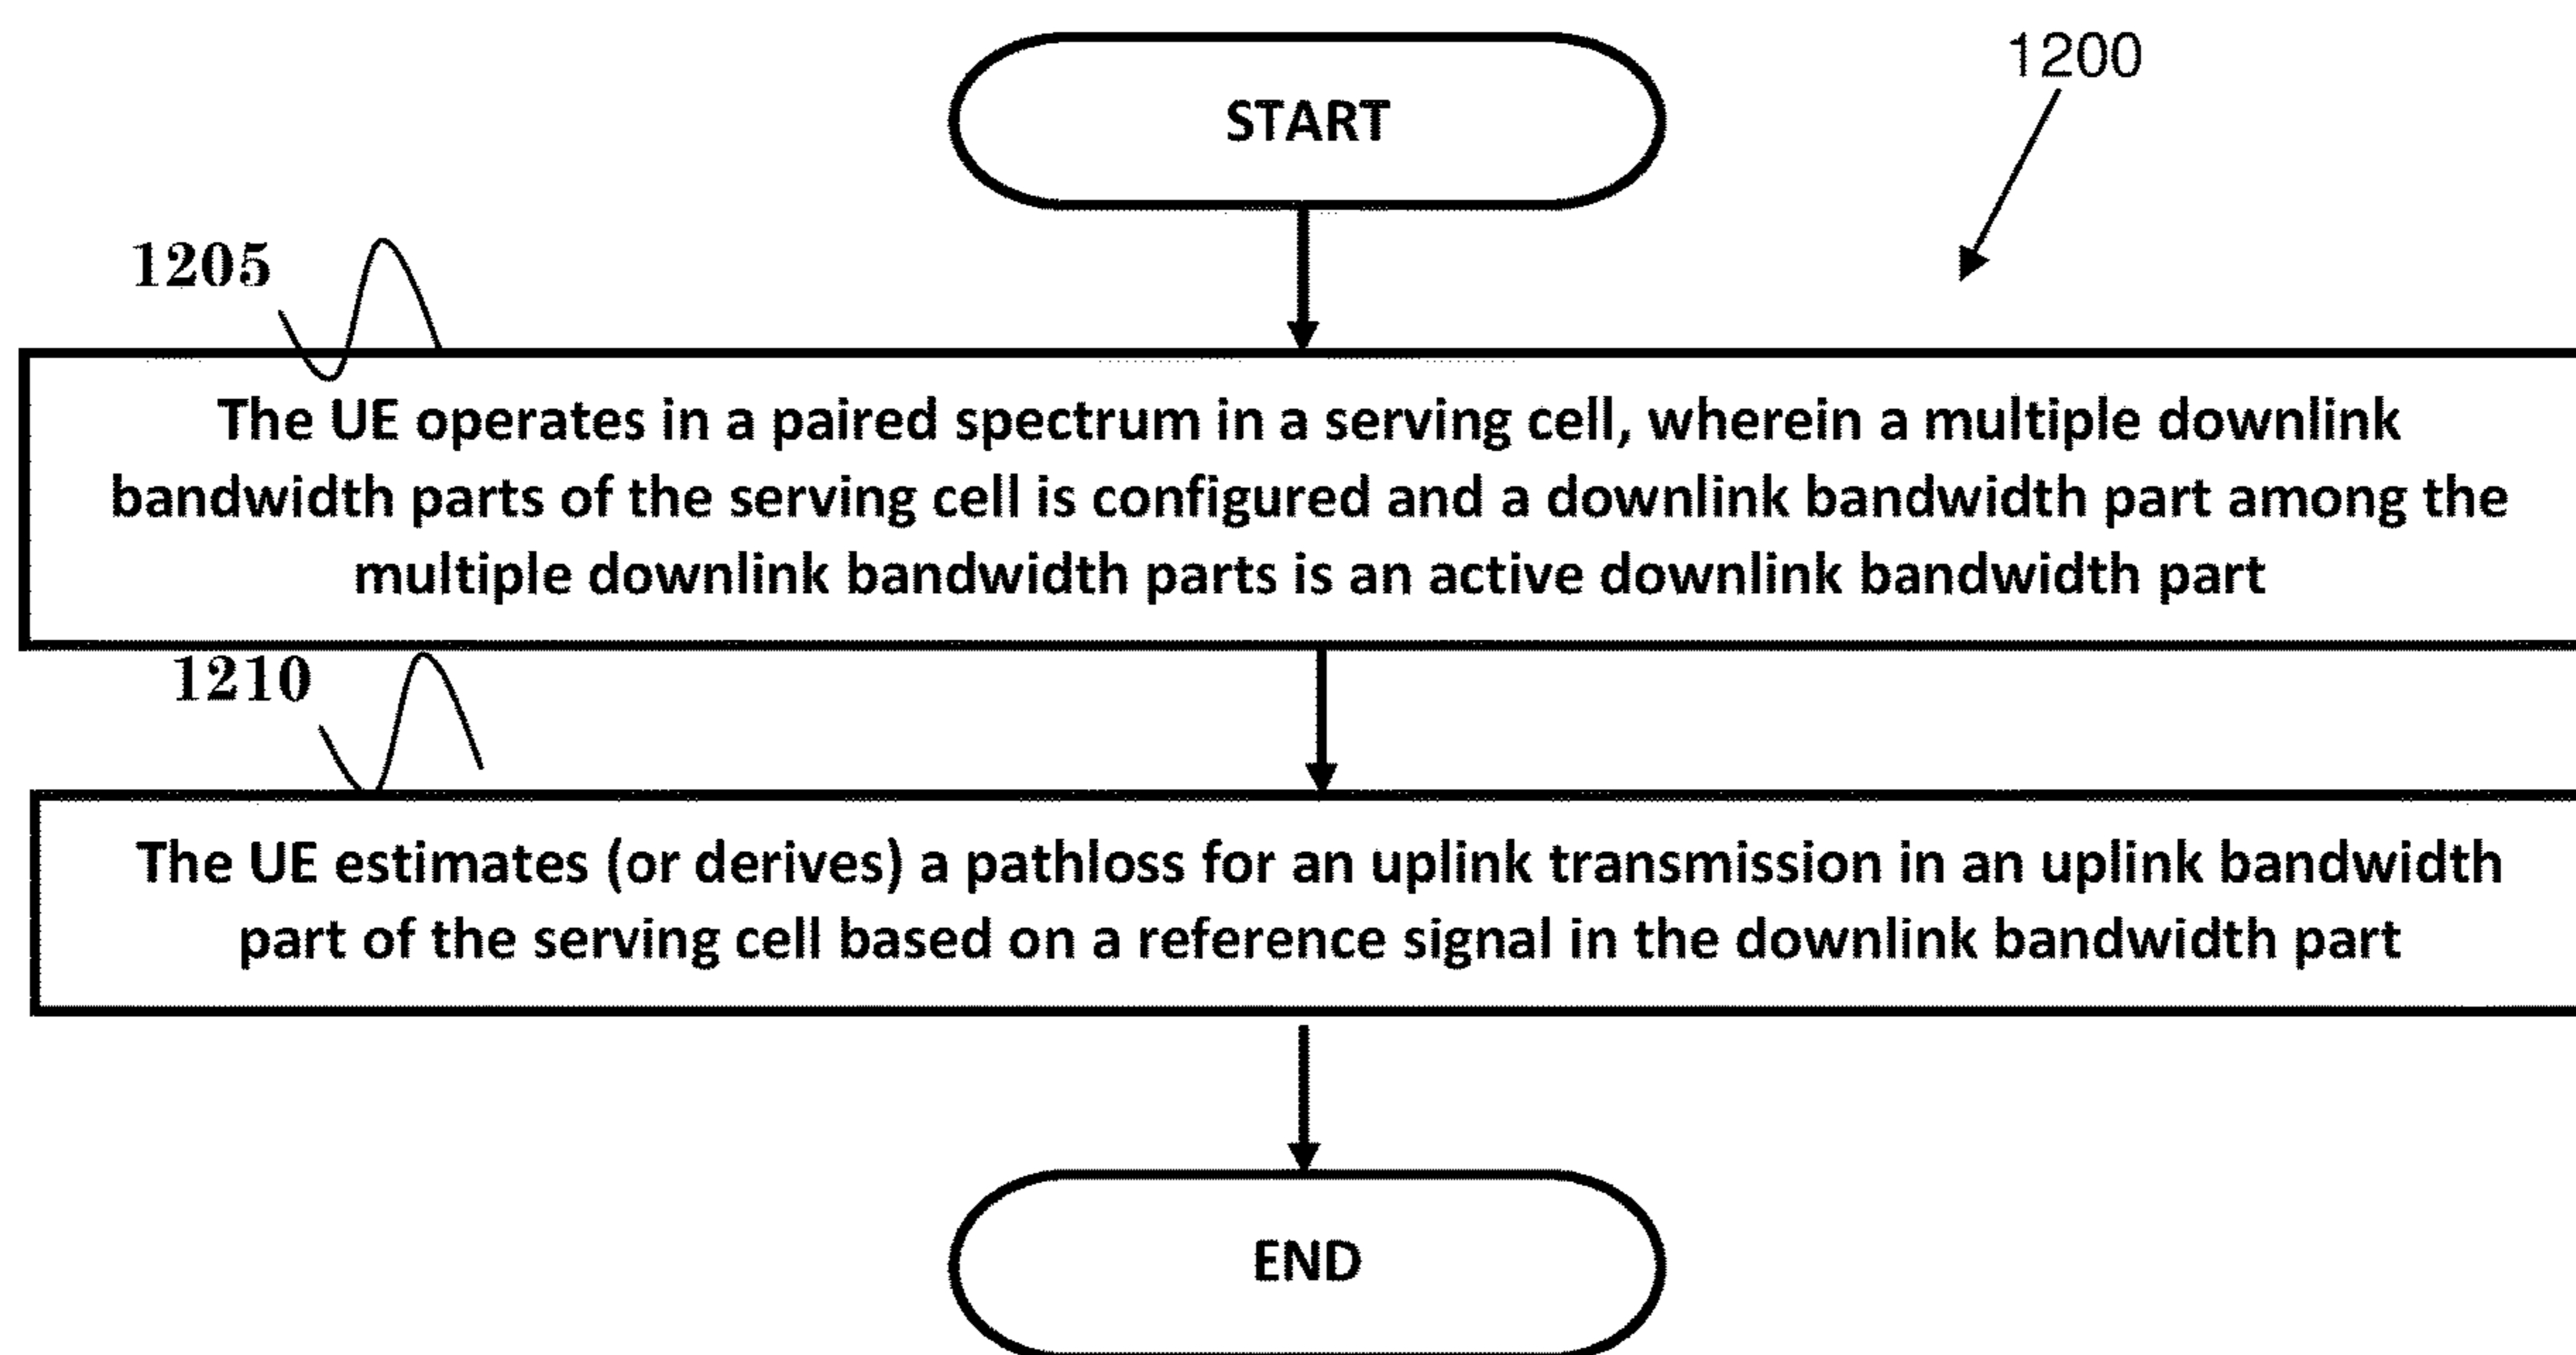 START
1200
1205
The UE operates in a paired spectrum in a serving cell, wherein a multiple downlink
bandwidth parts of the serving cell is configured and a downlink bandwidth part among the
multiple downlink bandwidth parts is an active downlink bandwidth part
1210
The UE estimates (or derives) a pathloss for an uplink transmission in an uplink bandwidth
part of the serving cell based on a reference signal in the downlink bandwidth part
END